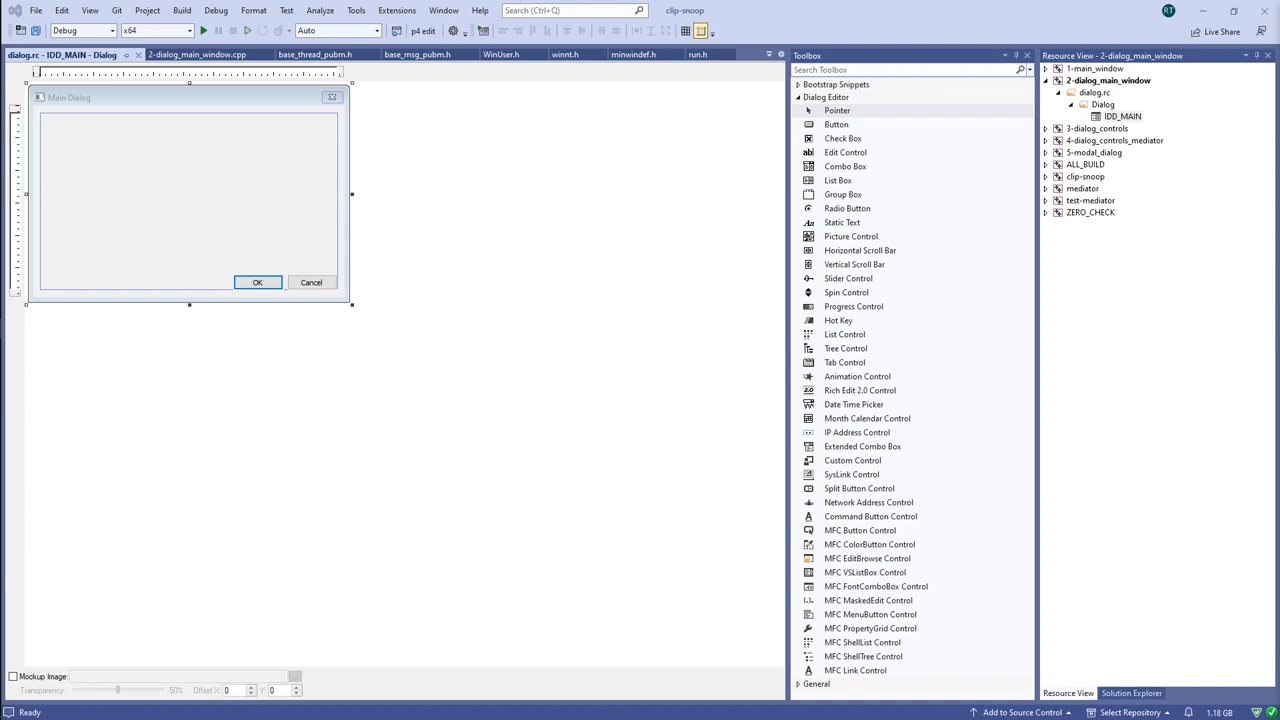 File Edit View Git Project Build Debug Format Test Analyze Tools Extensions Window Help Search (Ctrl+Q) clip-snoop RT
Debug x64 Auto p4 edit Live Share
dialog.rc - IDD_MAIN - Dialog 2-dialog_main_window.cpp base_thread_pubm.h base_msg_pubm.h WinUser.h winnt.h minwindef.h run.h
Main Dialog
OK Cancel
Mockup Image:
Transparency: 50% Offset X: 0 Y: 0
Toolbox
Search Toolbox
Bootstrap Snippets
Dialog Editor
Pointer
Button
Check Box
ab| Edit Control
Combo Box
List Box
Group Box
Radio Button
Static Text
Picture Control
Horizontal Scroll Bar
Vertical Scroll Bar
Slider Control
Spin Control
Progress Control
Hot Key
List Control
Tree Control
Tab Control
Animation Control
Rich Edit 2.0 Control
Date Time Picker
Month Calendar Control
IP Address Control
Extended Combo Box
Custom Control
SysLink Control
Split Button Control
Network Address Control
Command Button Control
MFC Button Control
MFC ColorButton Control
MFC EditBrowse Control
MFC VSListBox Control
MFC FontComboBox Control
MFC MaskedEdit Control
MFC MenuButton Control
MFC PropertyGrid Control
MFC ShellList Control
MFC ShellTree Control
MFC Link Control
General
Resource View - 2-dialog_main_window
1-main_window
2-dialog_main_window
dialog.rc
Dialog
IDD_MAIN
3-dialog_controls
4-dialog_controls_mediator
5-modal_dialog
ALL_BUILD
clip-snoop
mediator
test-mediator
ZERO_CHECK
Resource View Solution Explorer
Ready Add to Source Control Select Repository 1.18 GB